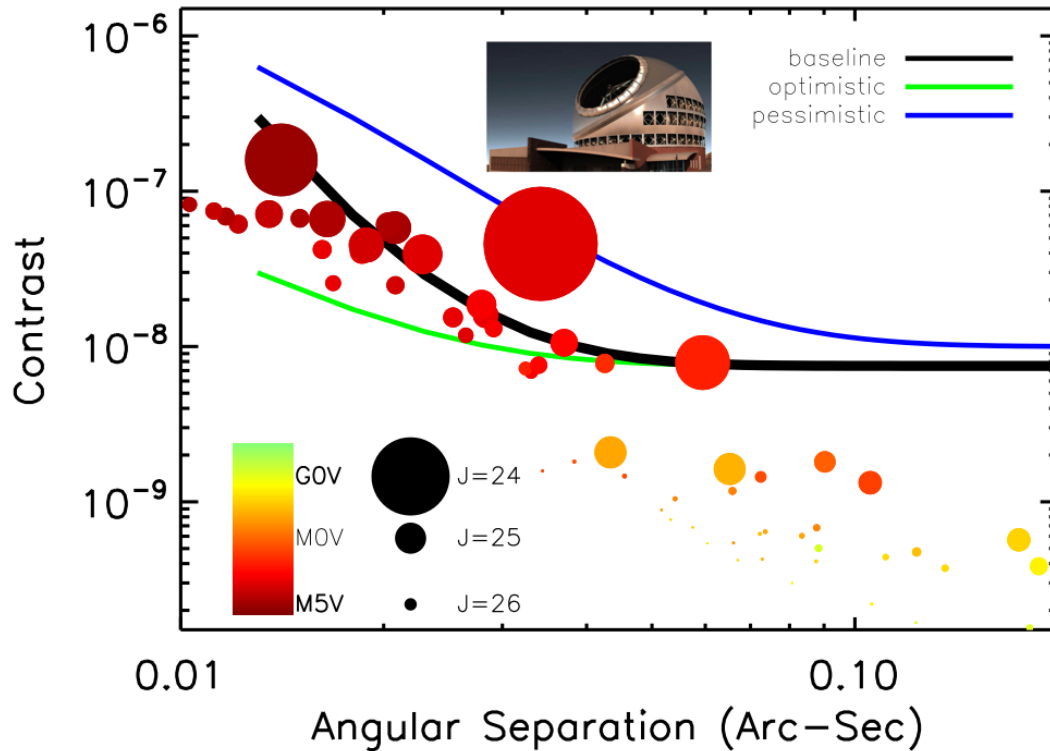 10⁻⁶
baseline
optimistic
pessimistic
10⁻⁷
Contrast
10⁻⁸
10⁻⁹
G0V
M0V
M5V
J=24
J=25
J=26
0.01
0.10
Angular Separation (Arc-Sec)